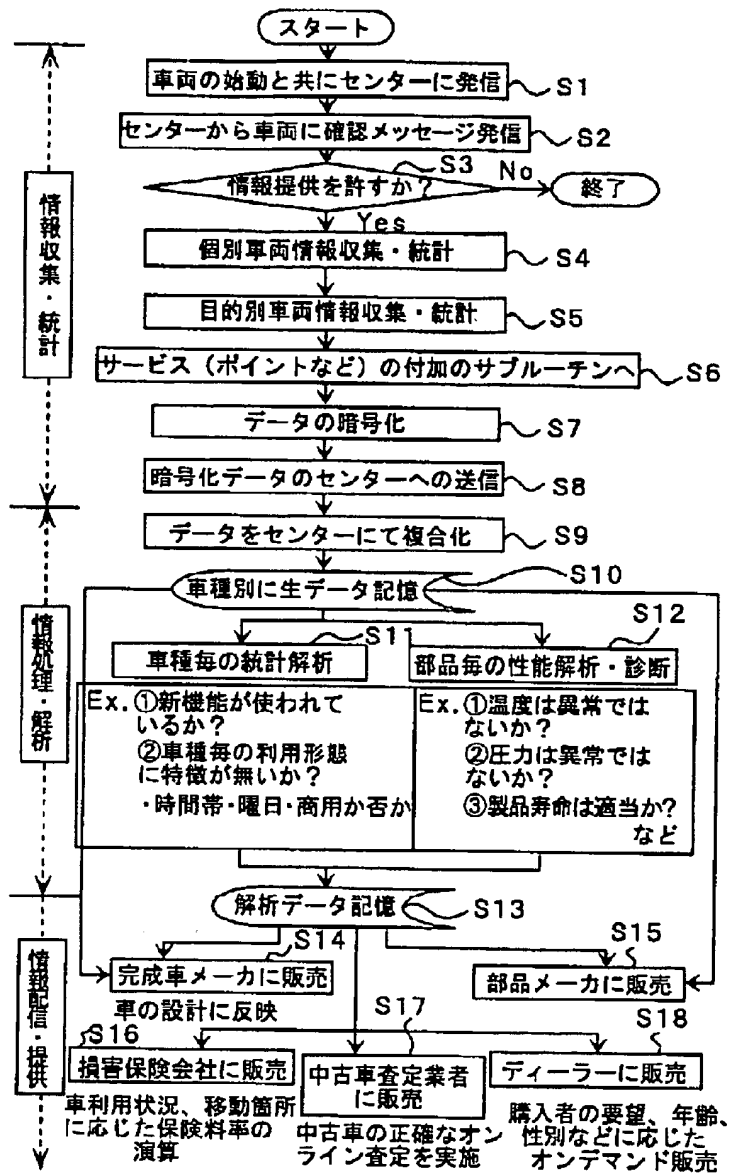 スタート
車両の始動と共にセンターに発信
S1
センターから車両に確認メッセージ発信
S2
情報提供を許すか?
S3
No
終了
Yes
個別車両情報収集・統計
S4
目的別車両情報収集・統計
S5
サービス(ポイントなど)の付加のサブルーチンへ
S6
データの暗号化
S7
暗号化データのセンターへの送信
S8
情報収集・統計
データをセンターにて複合化
S9
車種別に生データ記憶
S10
車種毎の統計解析
S11
部品毎の性能解析・診断
S12
Ex.①新機能が使われて
いるか?
②車種毎の利用形態
に特徴が無いか?
・時間帯・曜日・商用か否か
Ex.①温度は異常では
ないか?
②圧力は異常では
ないか?
③製品寿命は適当か?
など
情報処理・解析
解析データ記憶
S13
完成車メーカに販売
S14
車の設計に反映
部品メーカに販売
S15
損害保険会社に販売
S16
車利用状況、移動箇所
に応じた保険料率の
演算
中古車査定業者
に販売
S17
中古車の正確なオン
ライン査定を実施
ディーラーに販売
S18
購入者の要望、年齢、
性別などに応じた
オンデマンド販売
情報配信・提供